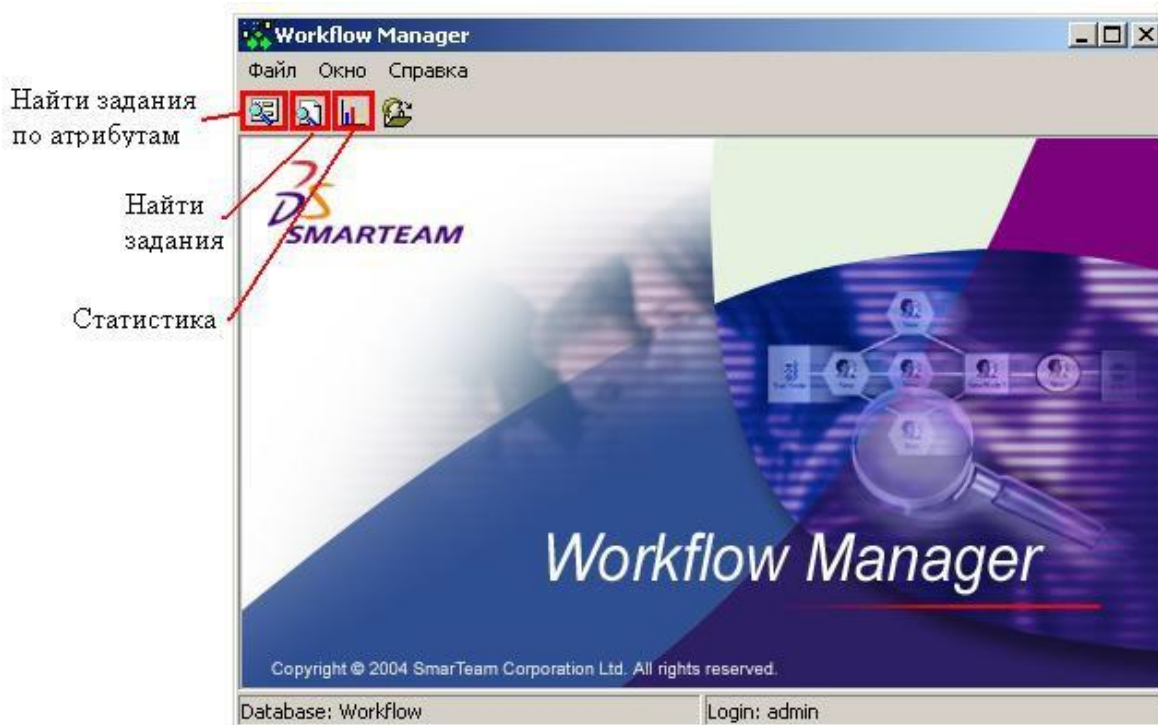 Workflow Manager
Файл Окно Справка
Найти задания
по атрибутам
Найти
задания
Статистика
SMARTEAM
Workflow Manager
Copyright © 2004 SmarTeam Corporation Ltd. All rights reserved.
Database: Workflow
Login: admin